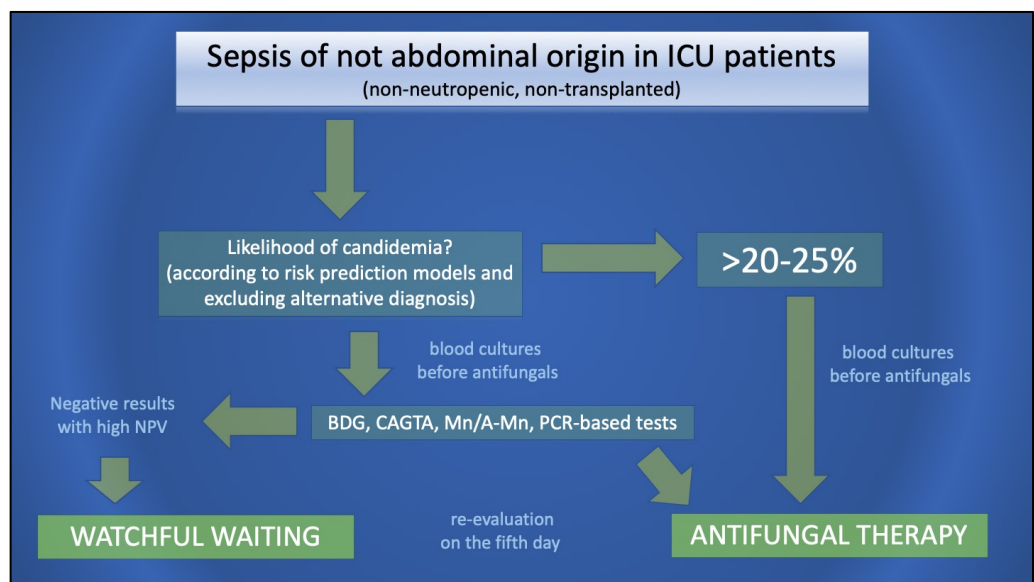 Sepsis of not abdominal origin in ICU patients
(non-neutropenic, non-transplanted)
Likelihood of candidemia?
(according to risk prediction models and
excluding alternative diagnosis)
>20-25%
blood cultures
before antifungals
blood cultures
before antifungals
Negative results
with high NPV
BDG, CAGTA, Mn/A-Mn, PCR-based tests
WATCHFUL WAITING
re-evaluation
on the fifth day
ANTIFUNGAL THERAPY